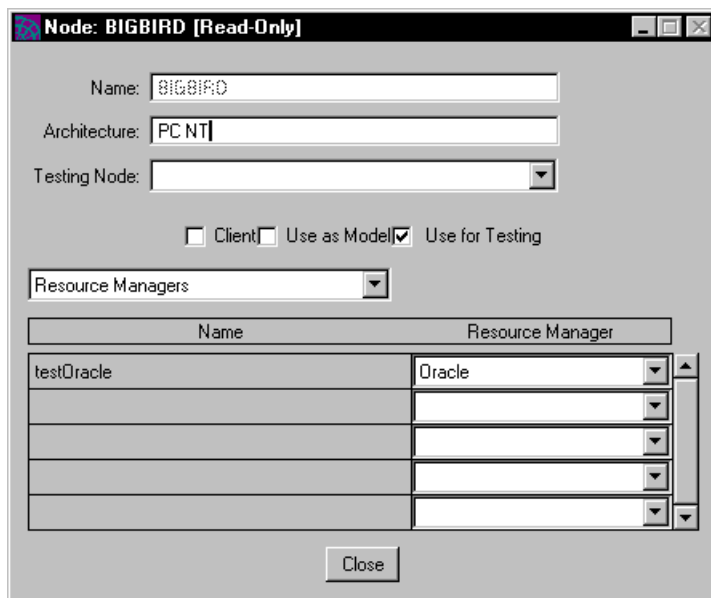 Node: BIGBIRD [Read-Only]
Name: BIGBIRD
Architecture: PC NT
Testing Node:
Client Use as Model Use for Testing
Resource Managers
Name Resource Manager
testOracle Oracle
Close